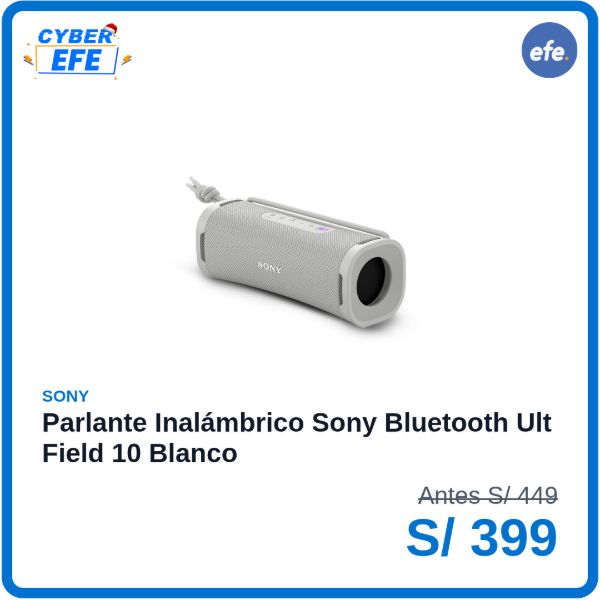 CYBER
EFE
efe.
SONY
SONY
Parlante Inalámbrico Sony Bluetooth Ult
Field 10 Blanco
Antes S/ 449
S/ 399